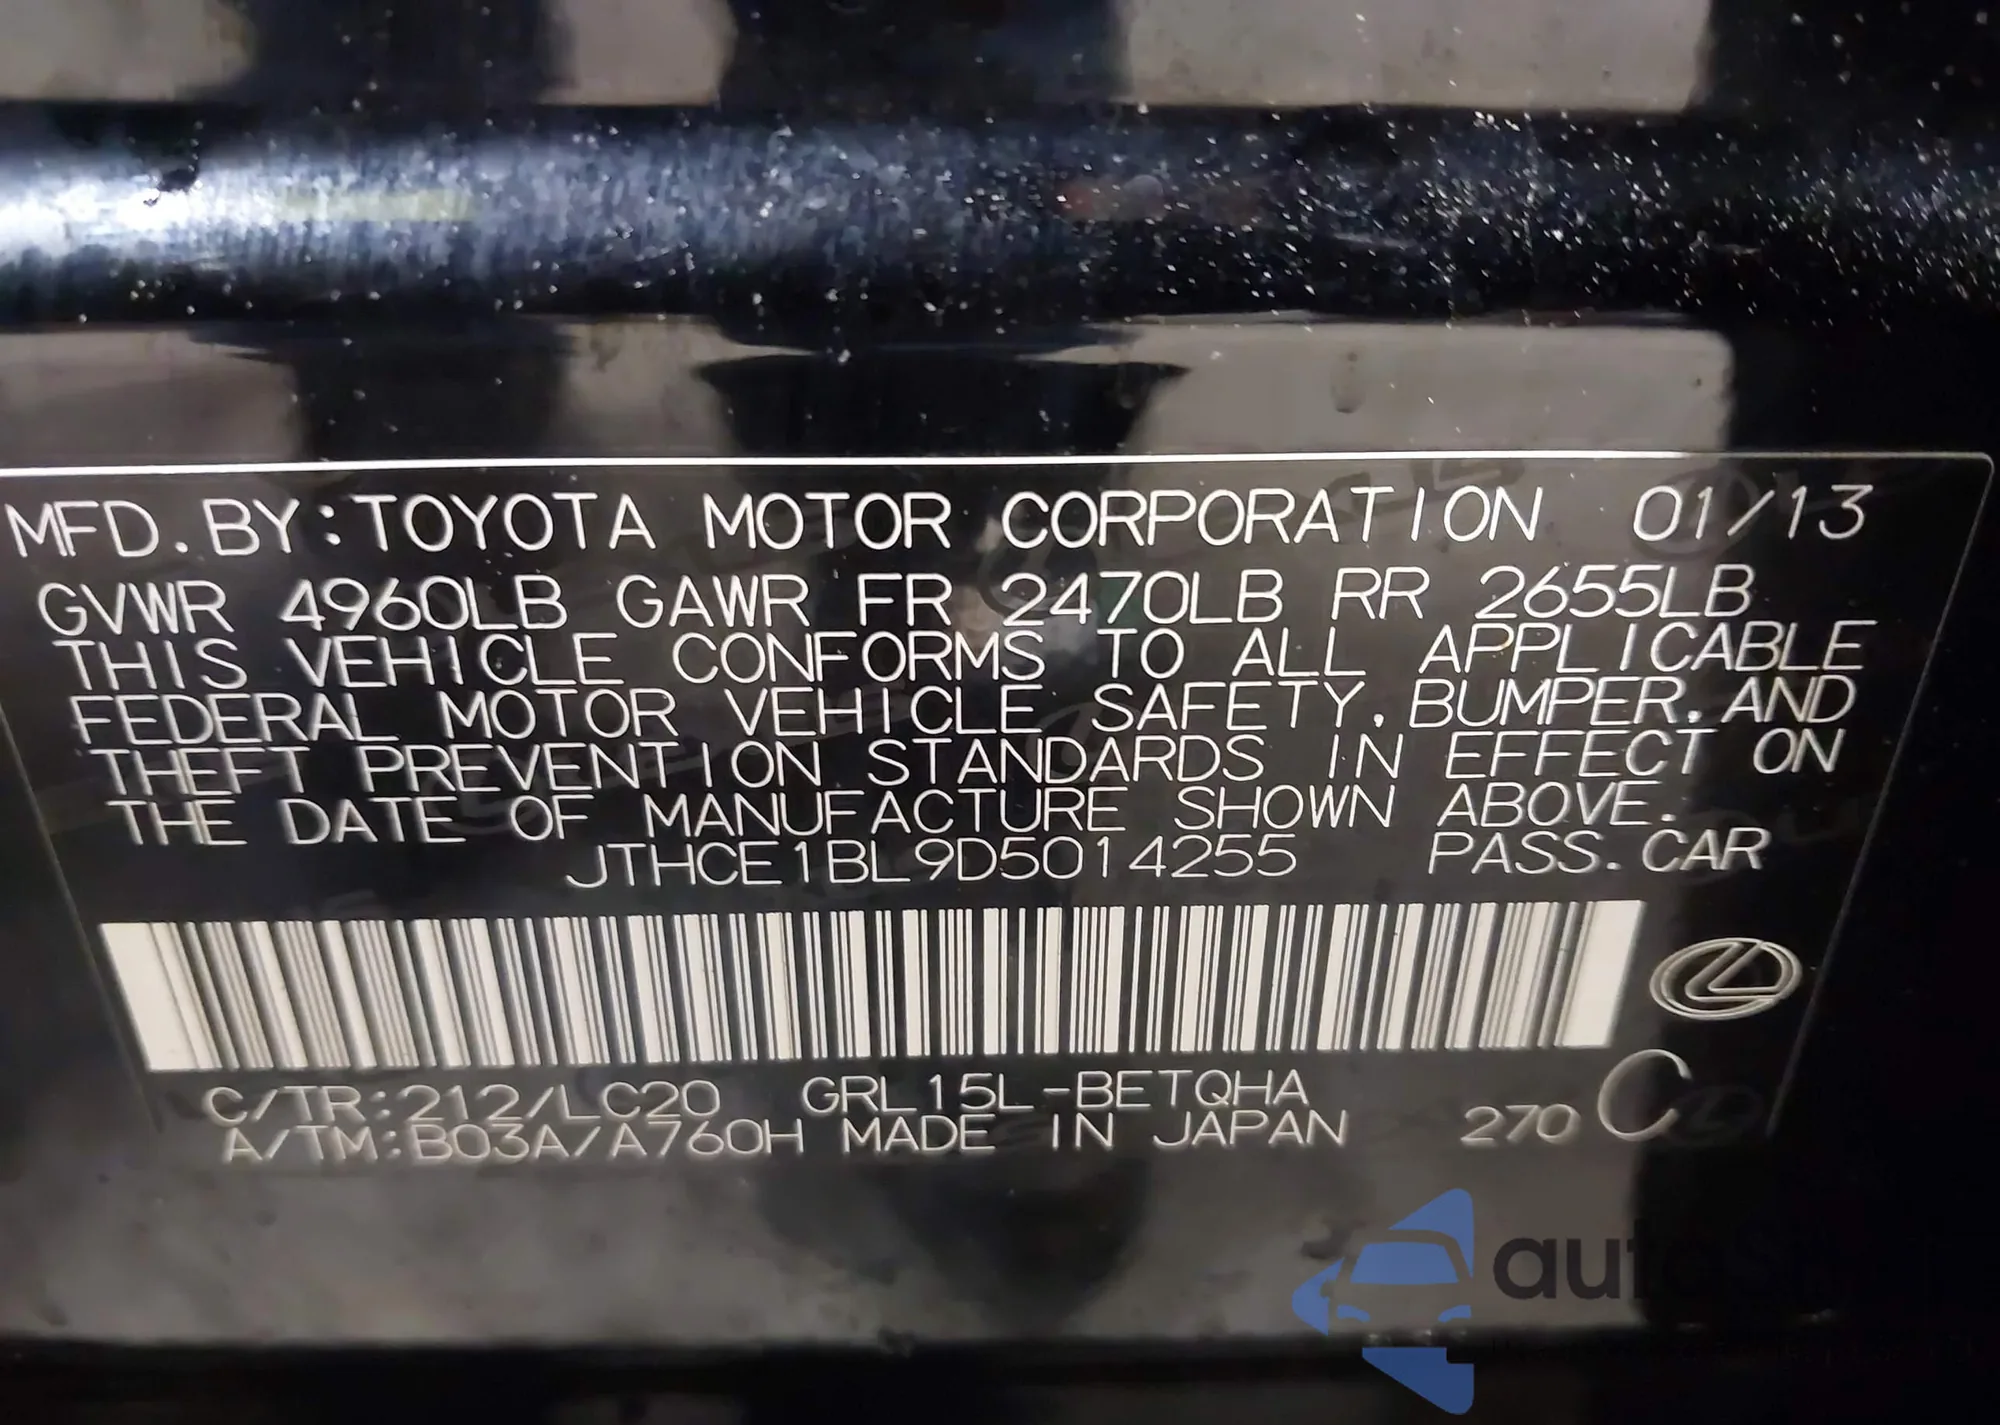 MFD. BY: TOYOTA MOTOR CORPORATION 01/13
GVWR 4960LB GAWR FR 2470LB RR 2655LB
THIS VEHICLE CONFORMS TO ALL APPLICABLE
FEDERAL MOTOR VEHICLE SAFETY, BUMPER, AND
THEFT PREVENTION STANDARDS IN EFFECT ON
THE DATE OF MANUFACTURE SHOWN ABOVE.
JTHCE1BL9D5014255 PASS. CAR
C/TR:212/LC20 GRL15L-BETQHA
A/TM:B03A/A760H MADE IN JAPAN 270 C